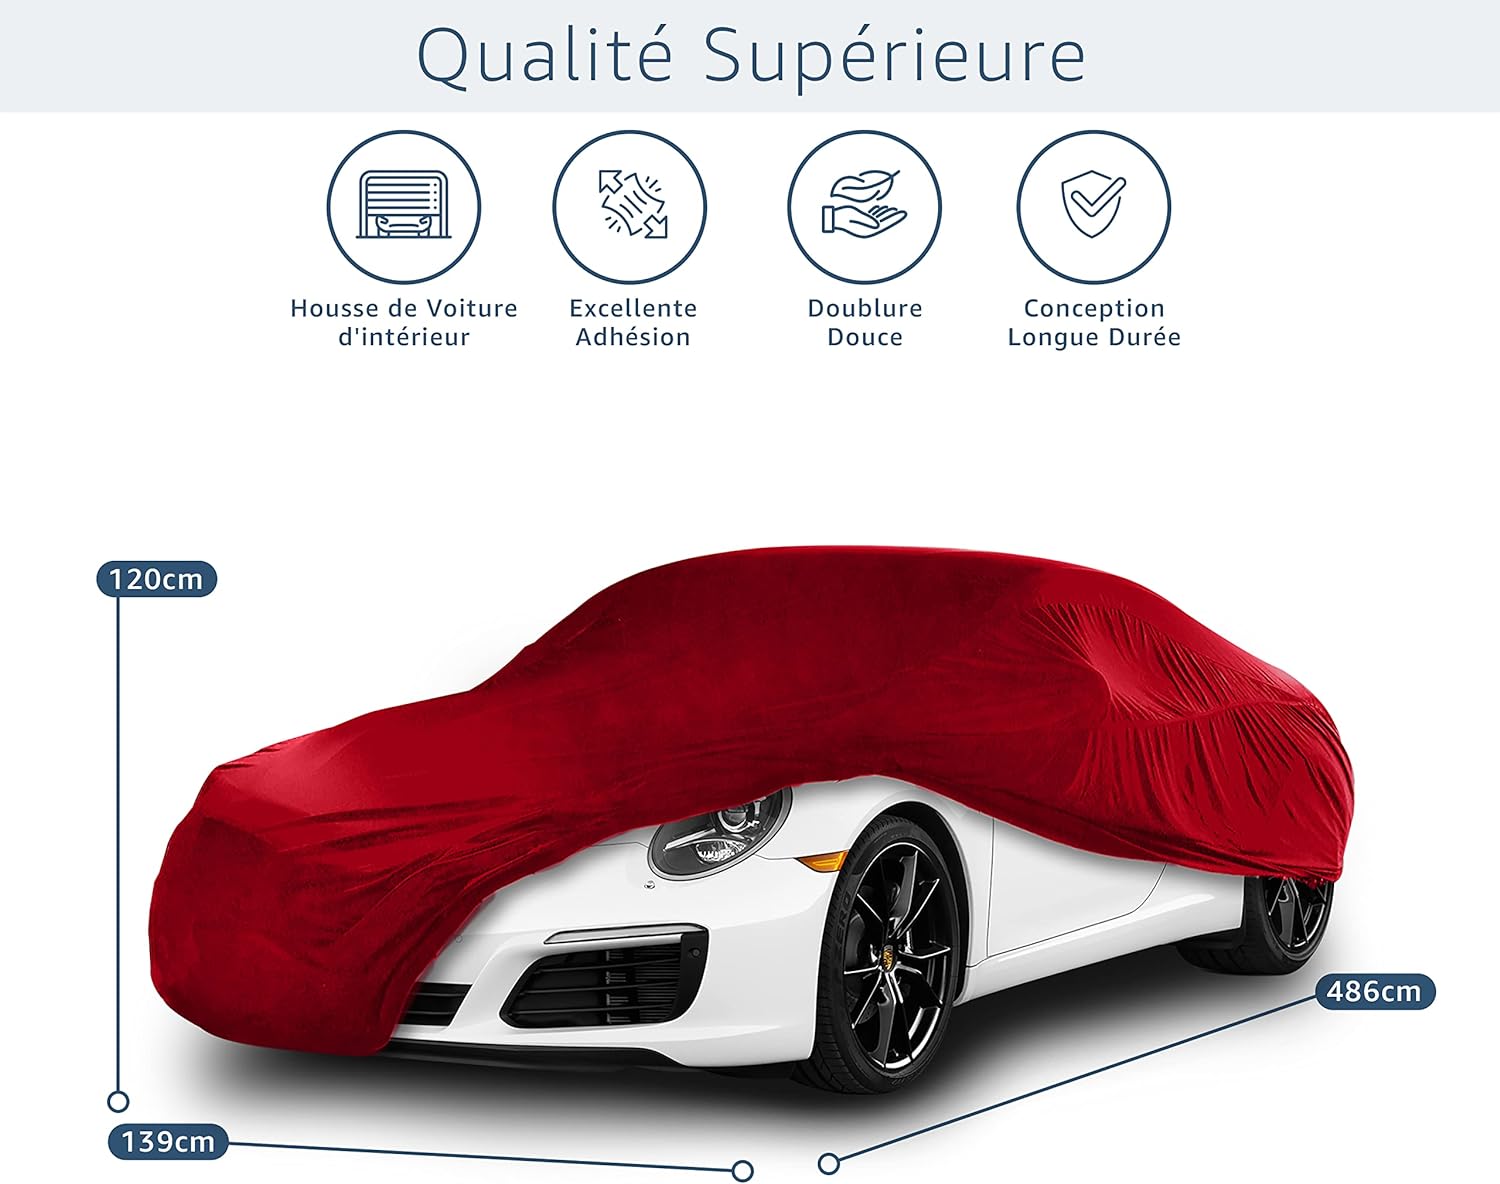 Qualité Supérieure
Housse de Voiture
d'intérieur
Excellente
Adhésion
Doublure
Douce
Conception
Longue Durée
120cm
486cm
139cm